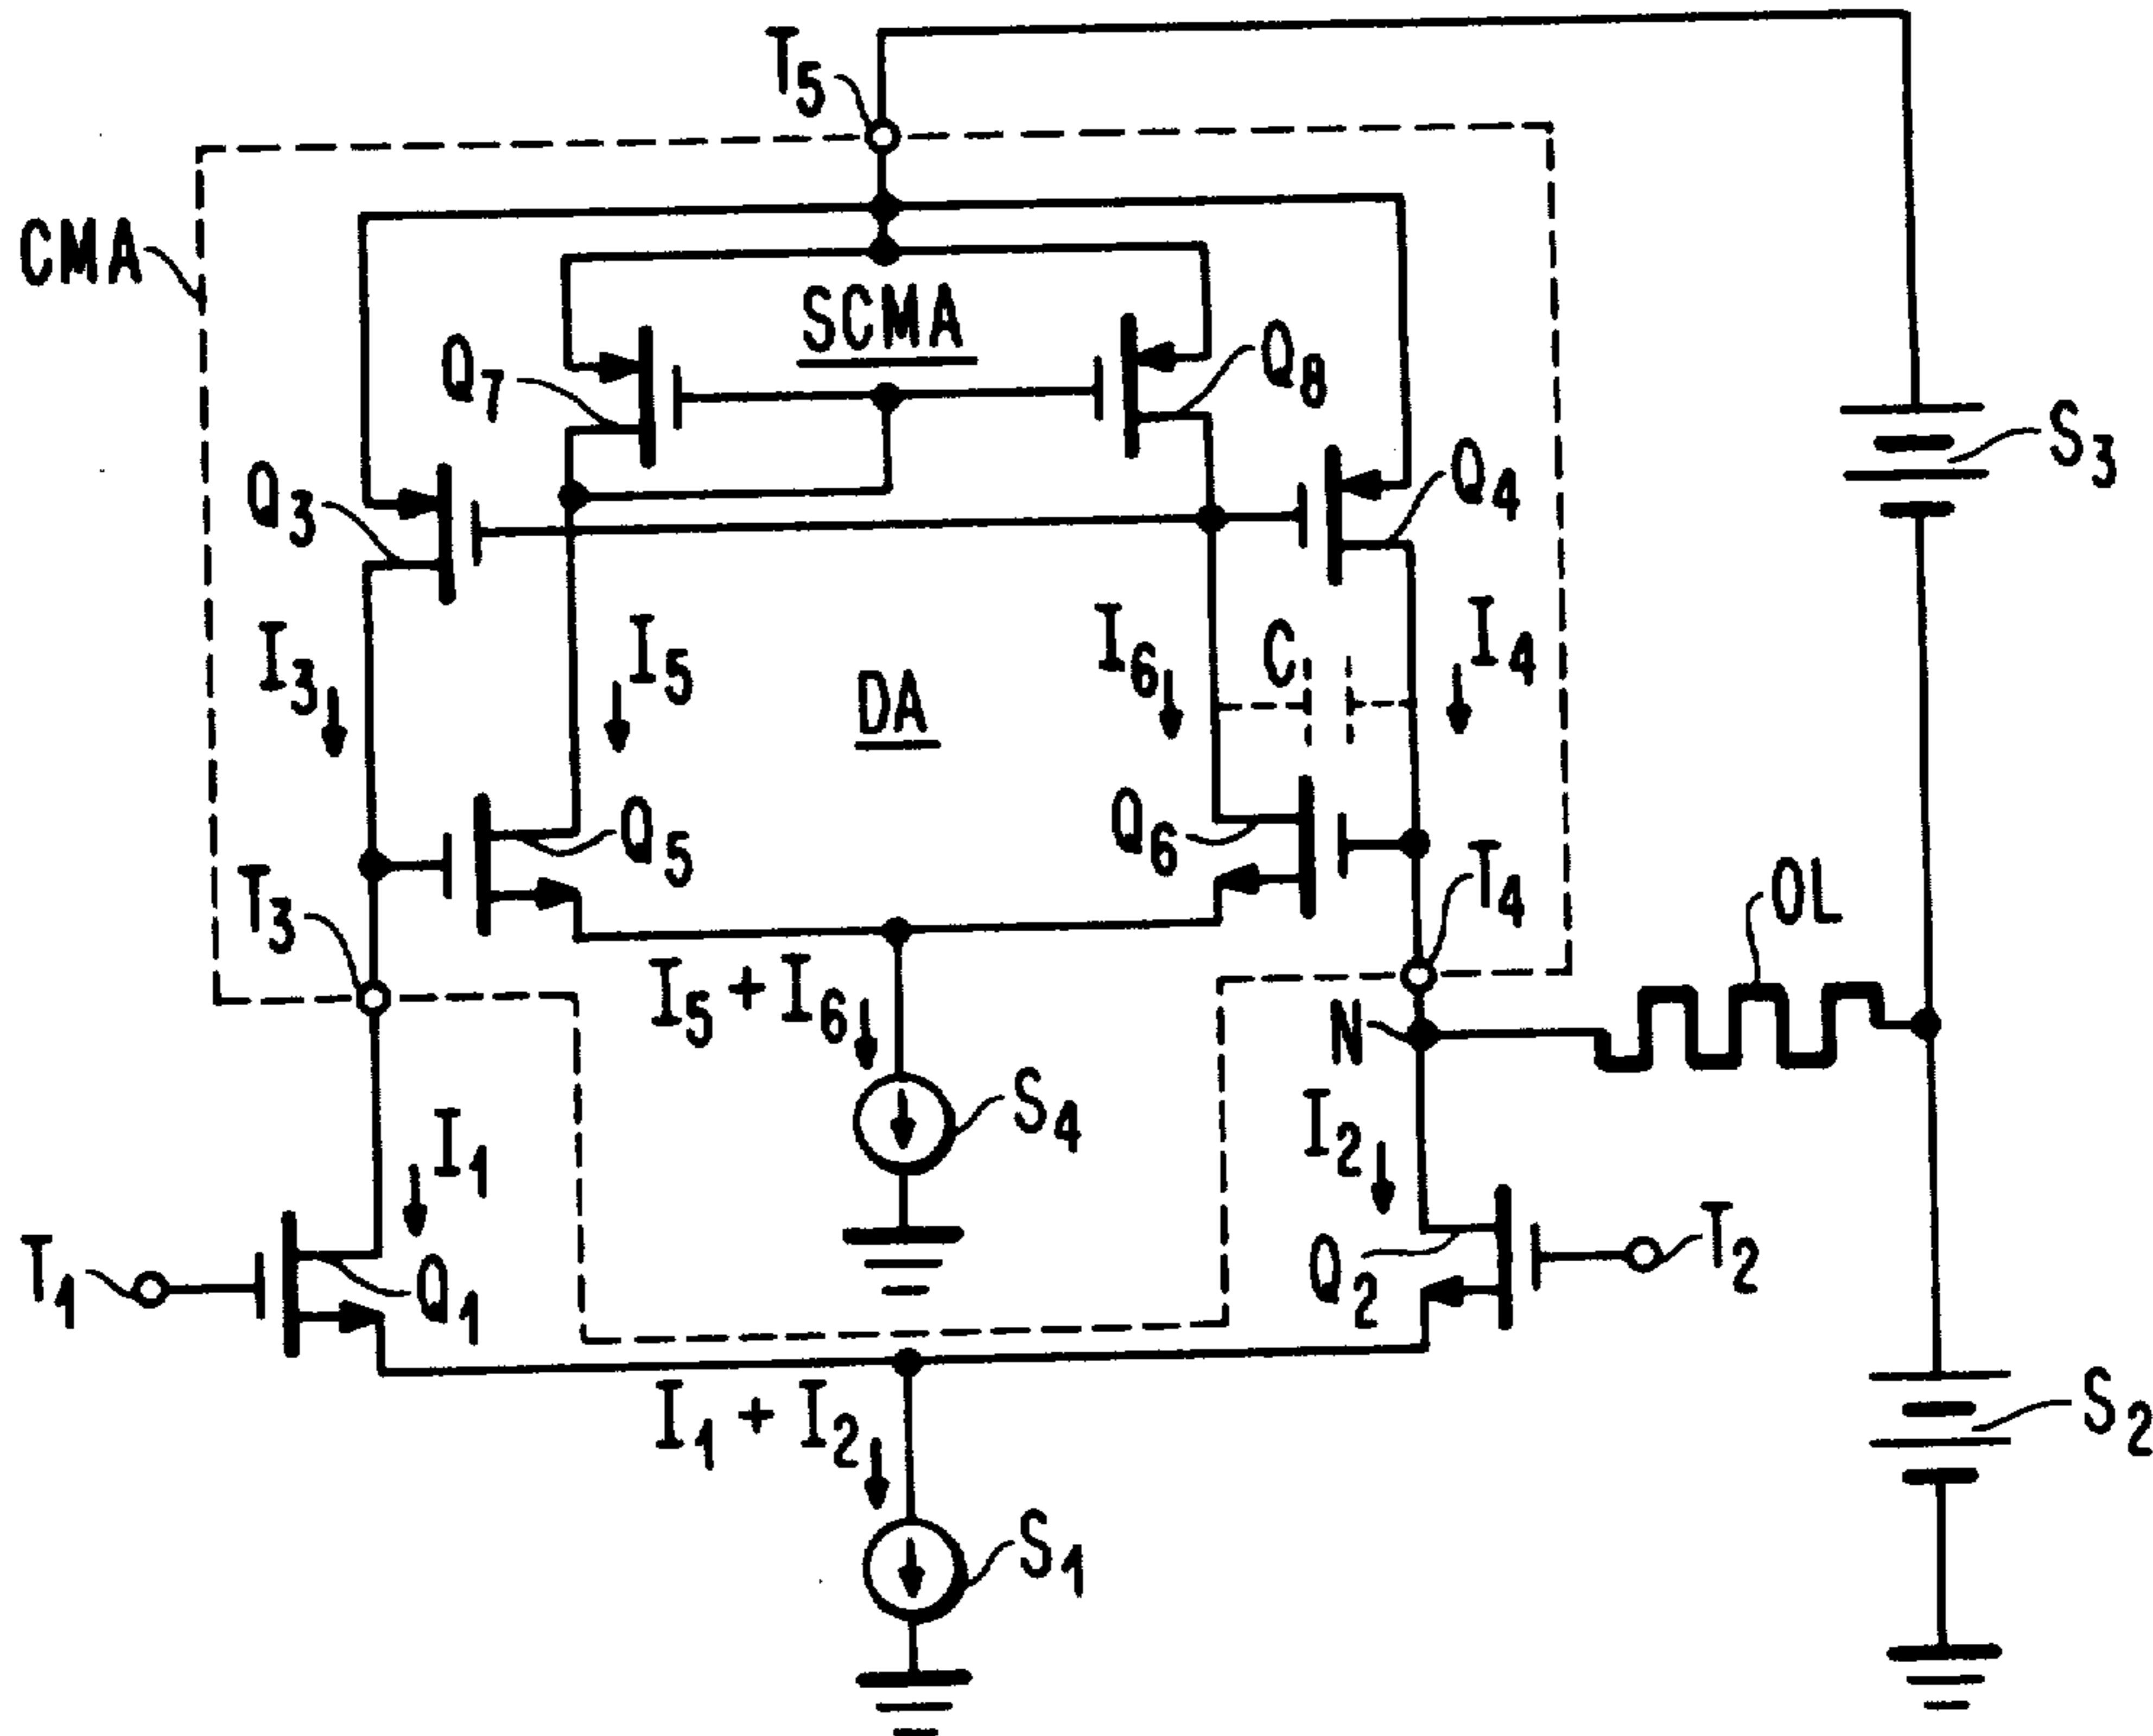 T5
CMA
SCMA
Q7
Q8
S3
Q3
Q4
I3
I5
I6
C
I4
DA
Q5
Q6
T3
T4
OL
I5 + I6
N
S4
I1
I2
T1
Q1
Q2
T2
I1 + I2
S2
S1